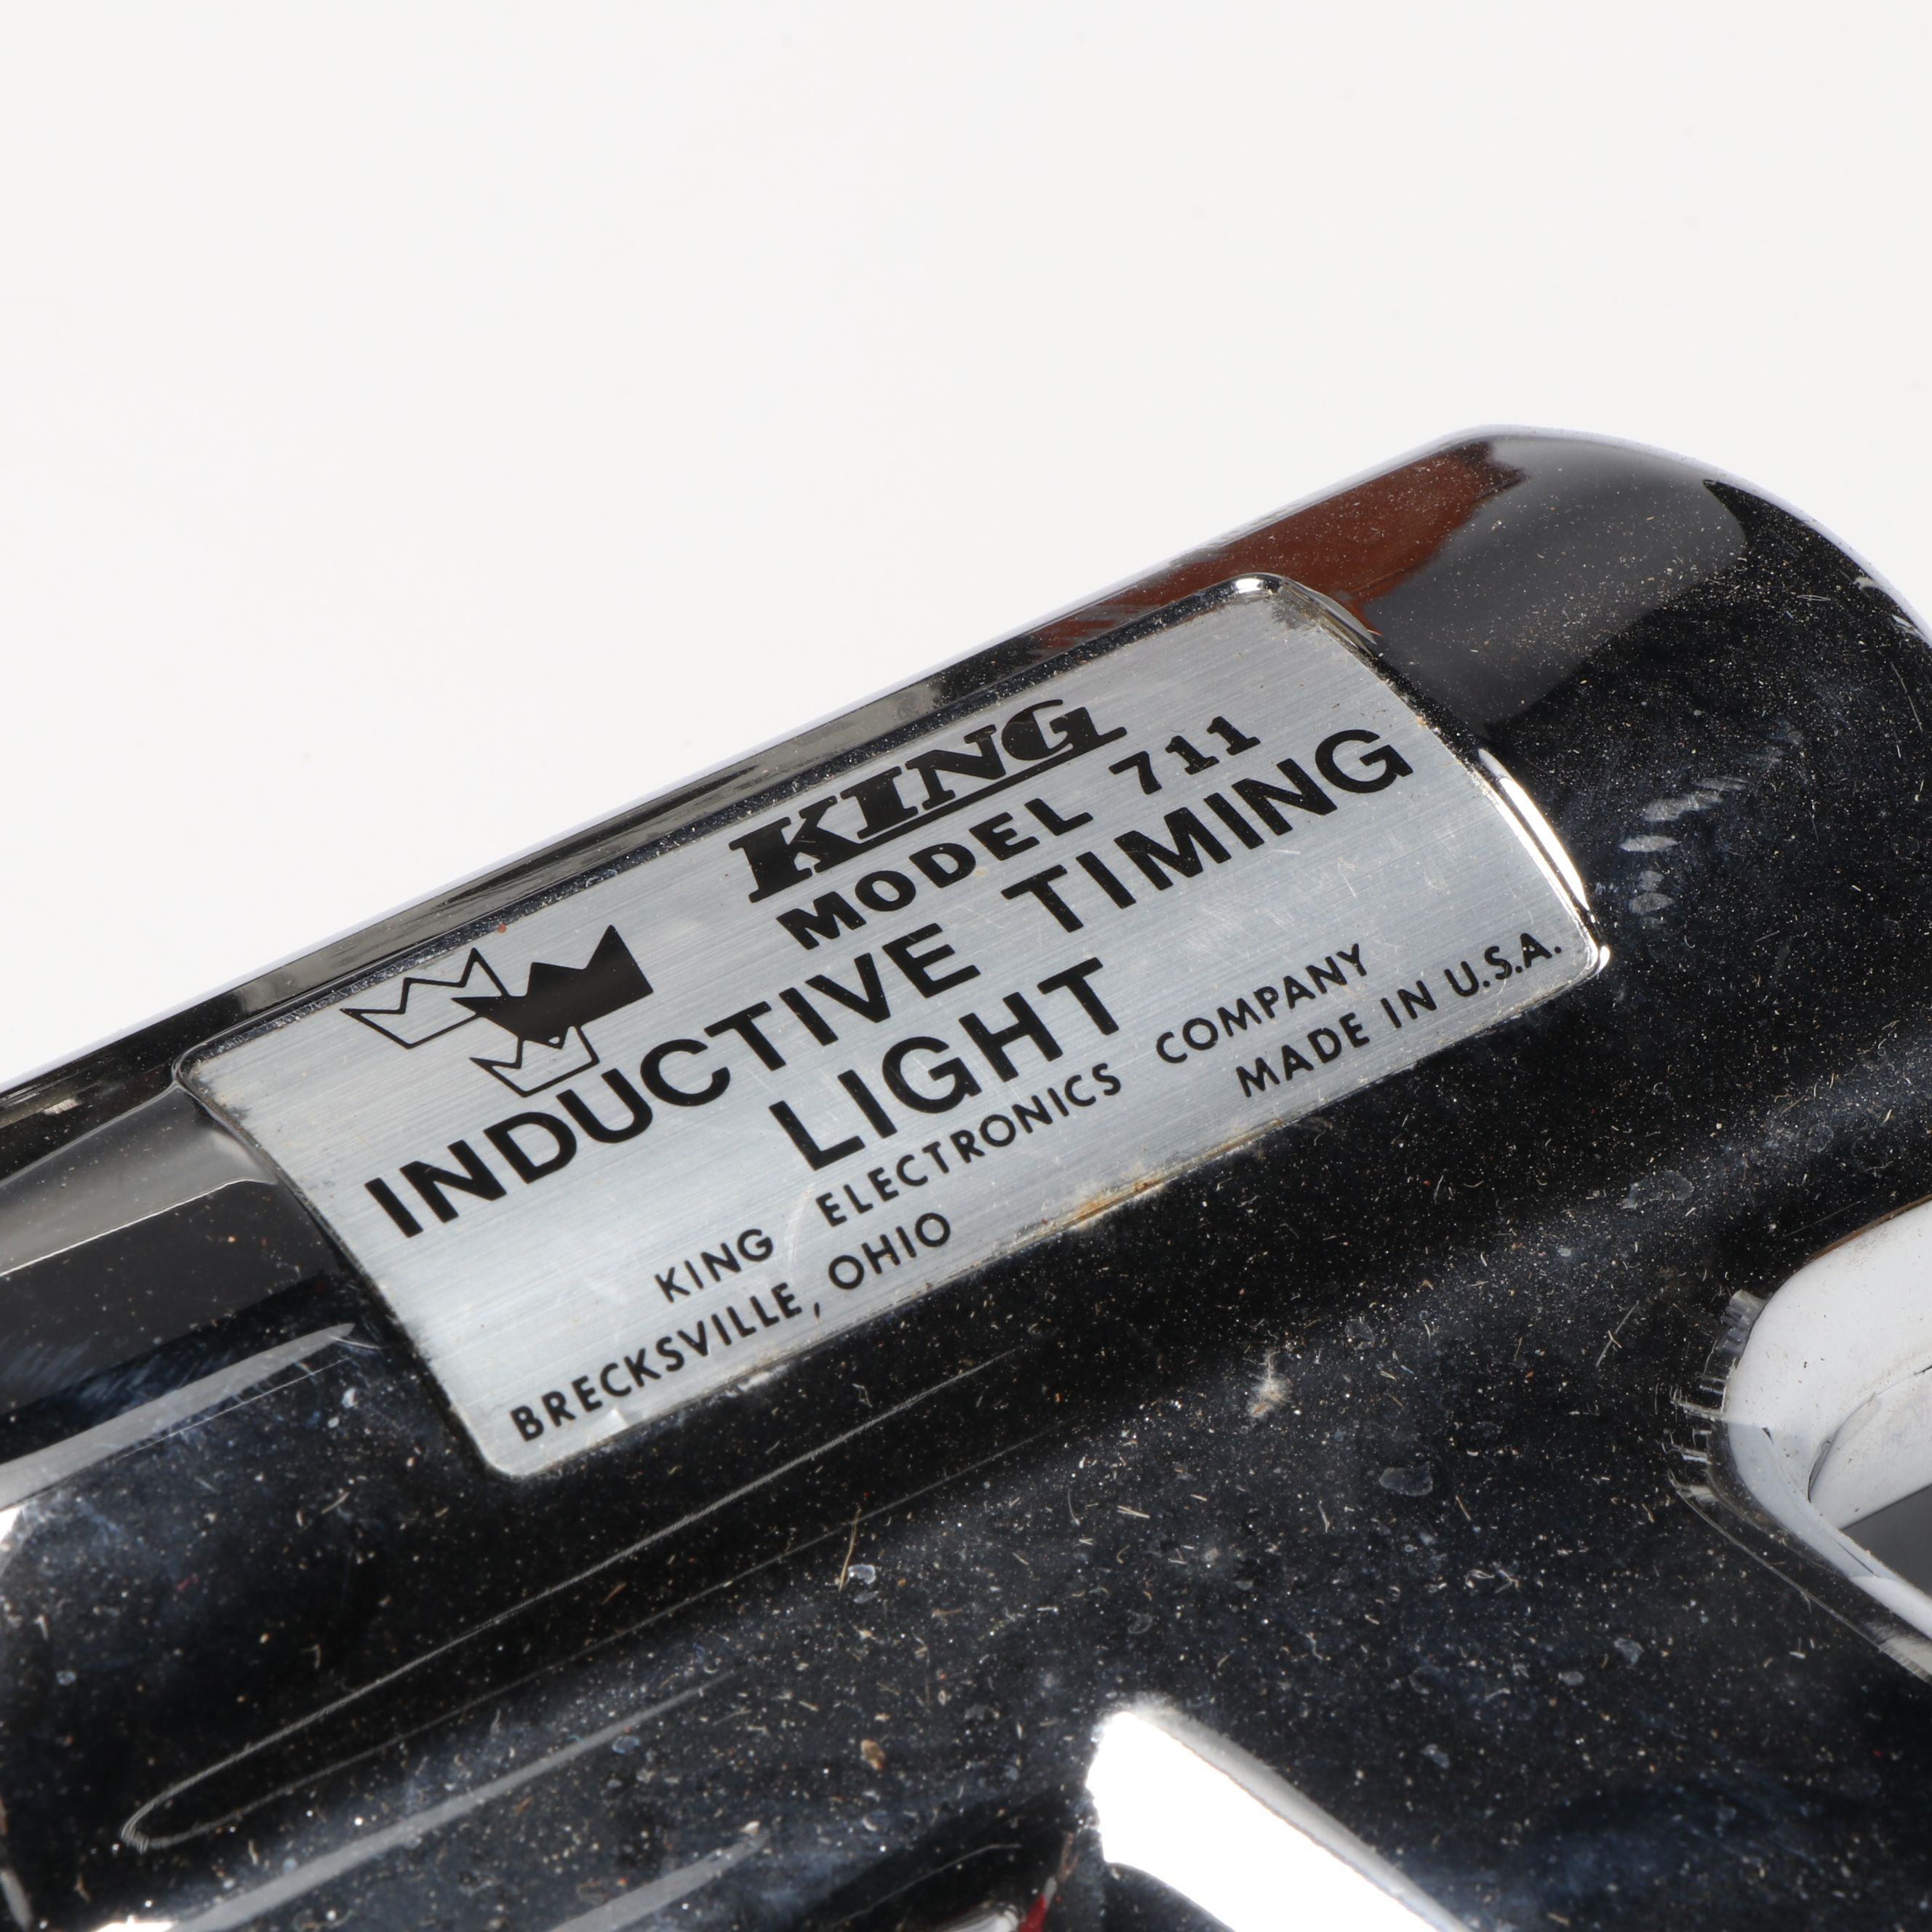 KING
MODEL 711
INDUCTIVE TIMING
LIGHT
KING ELECTRONICS COMPANY
BRECKSVILLE, OHIO MADE IN U.S.A.